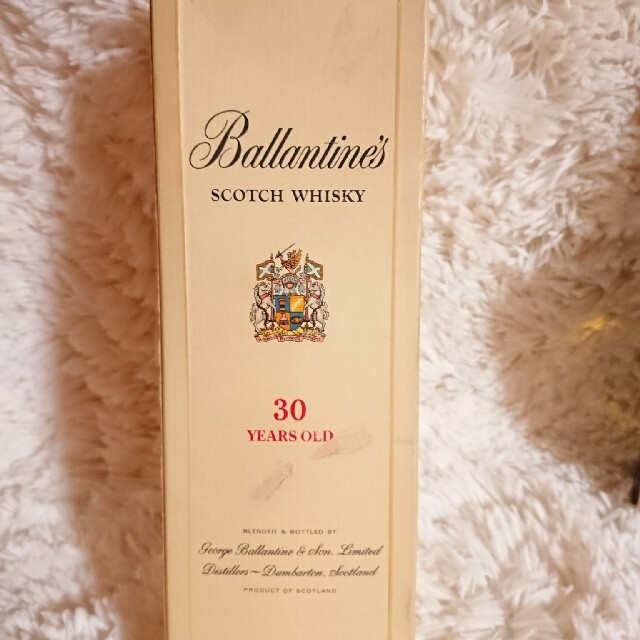 Ballantine's
SCOTCH WHISKY
30
YEARS OLD
BLENDED & BOTTLED BY
George Ballantine & Son, Limited
Distillers~Dumbarton, Scotland
PRODUCT OF SCOTLAND